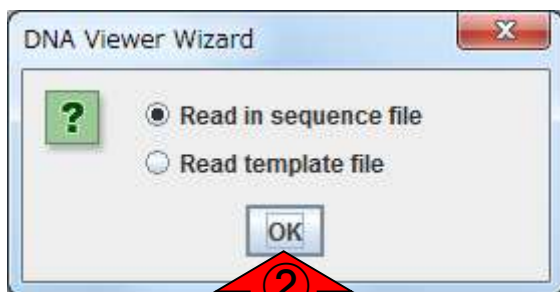 DNA Viewer Wizard
x
?
Read in sequence file
Read template file
OK
②